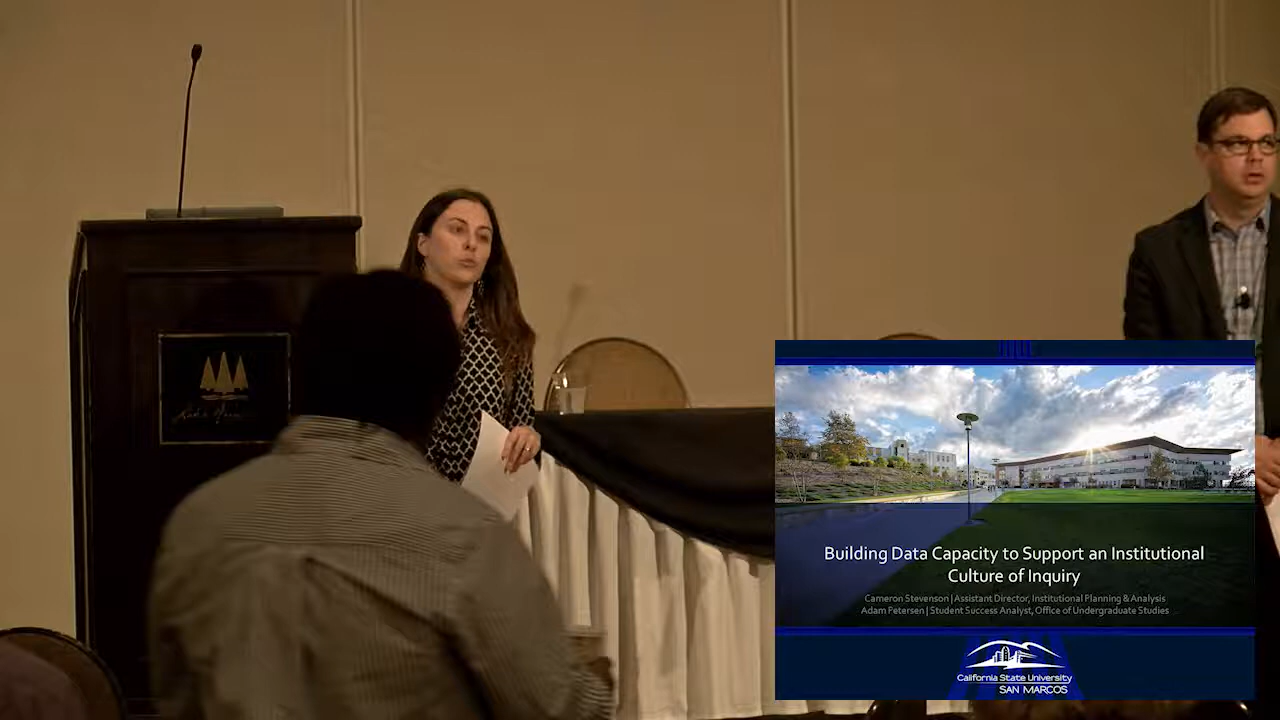 Building Data Capacity to Support an Institutional
Culture of Inquiry
Cameron Stevenson | Assistant Director, Institutional Planning & Analysis
Adam Petersen | Student Success Analyst, Office of Undergraduate Studies
California State University
SAN MARCOS